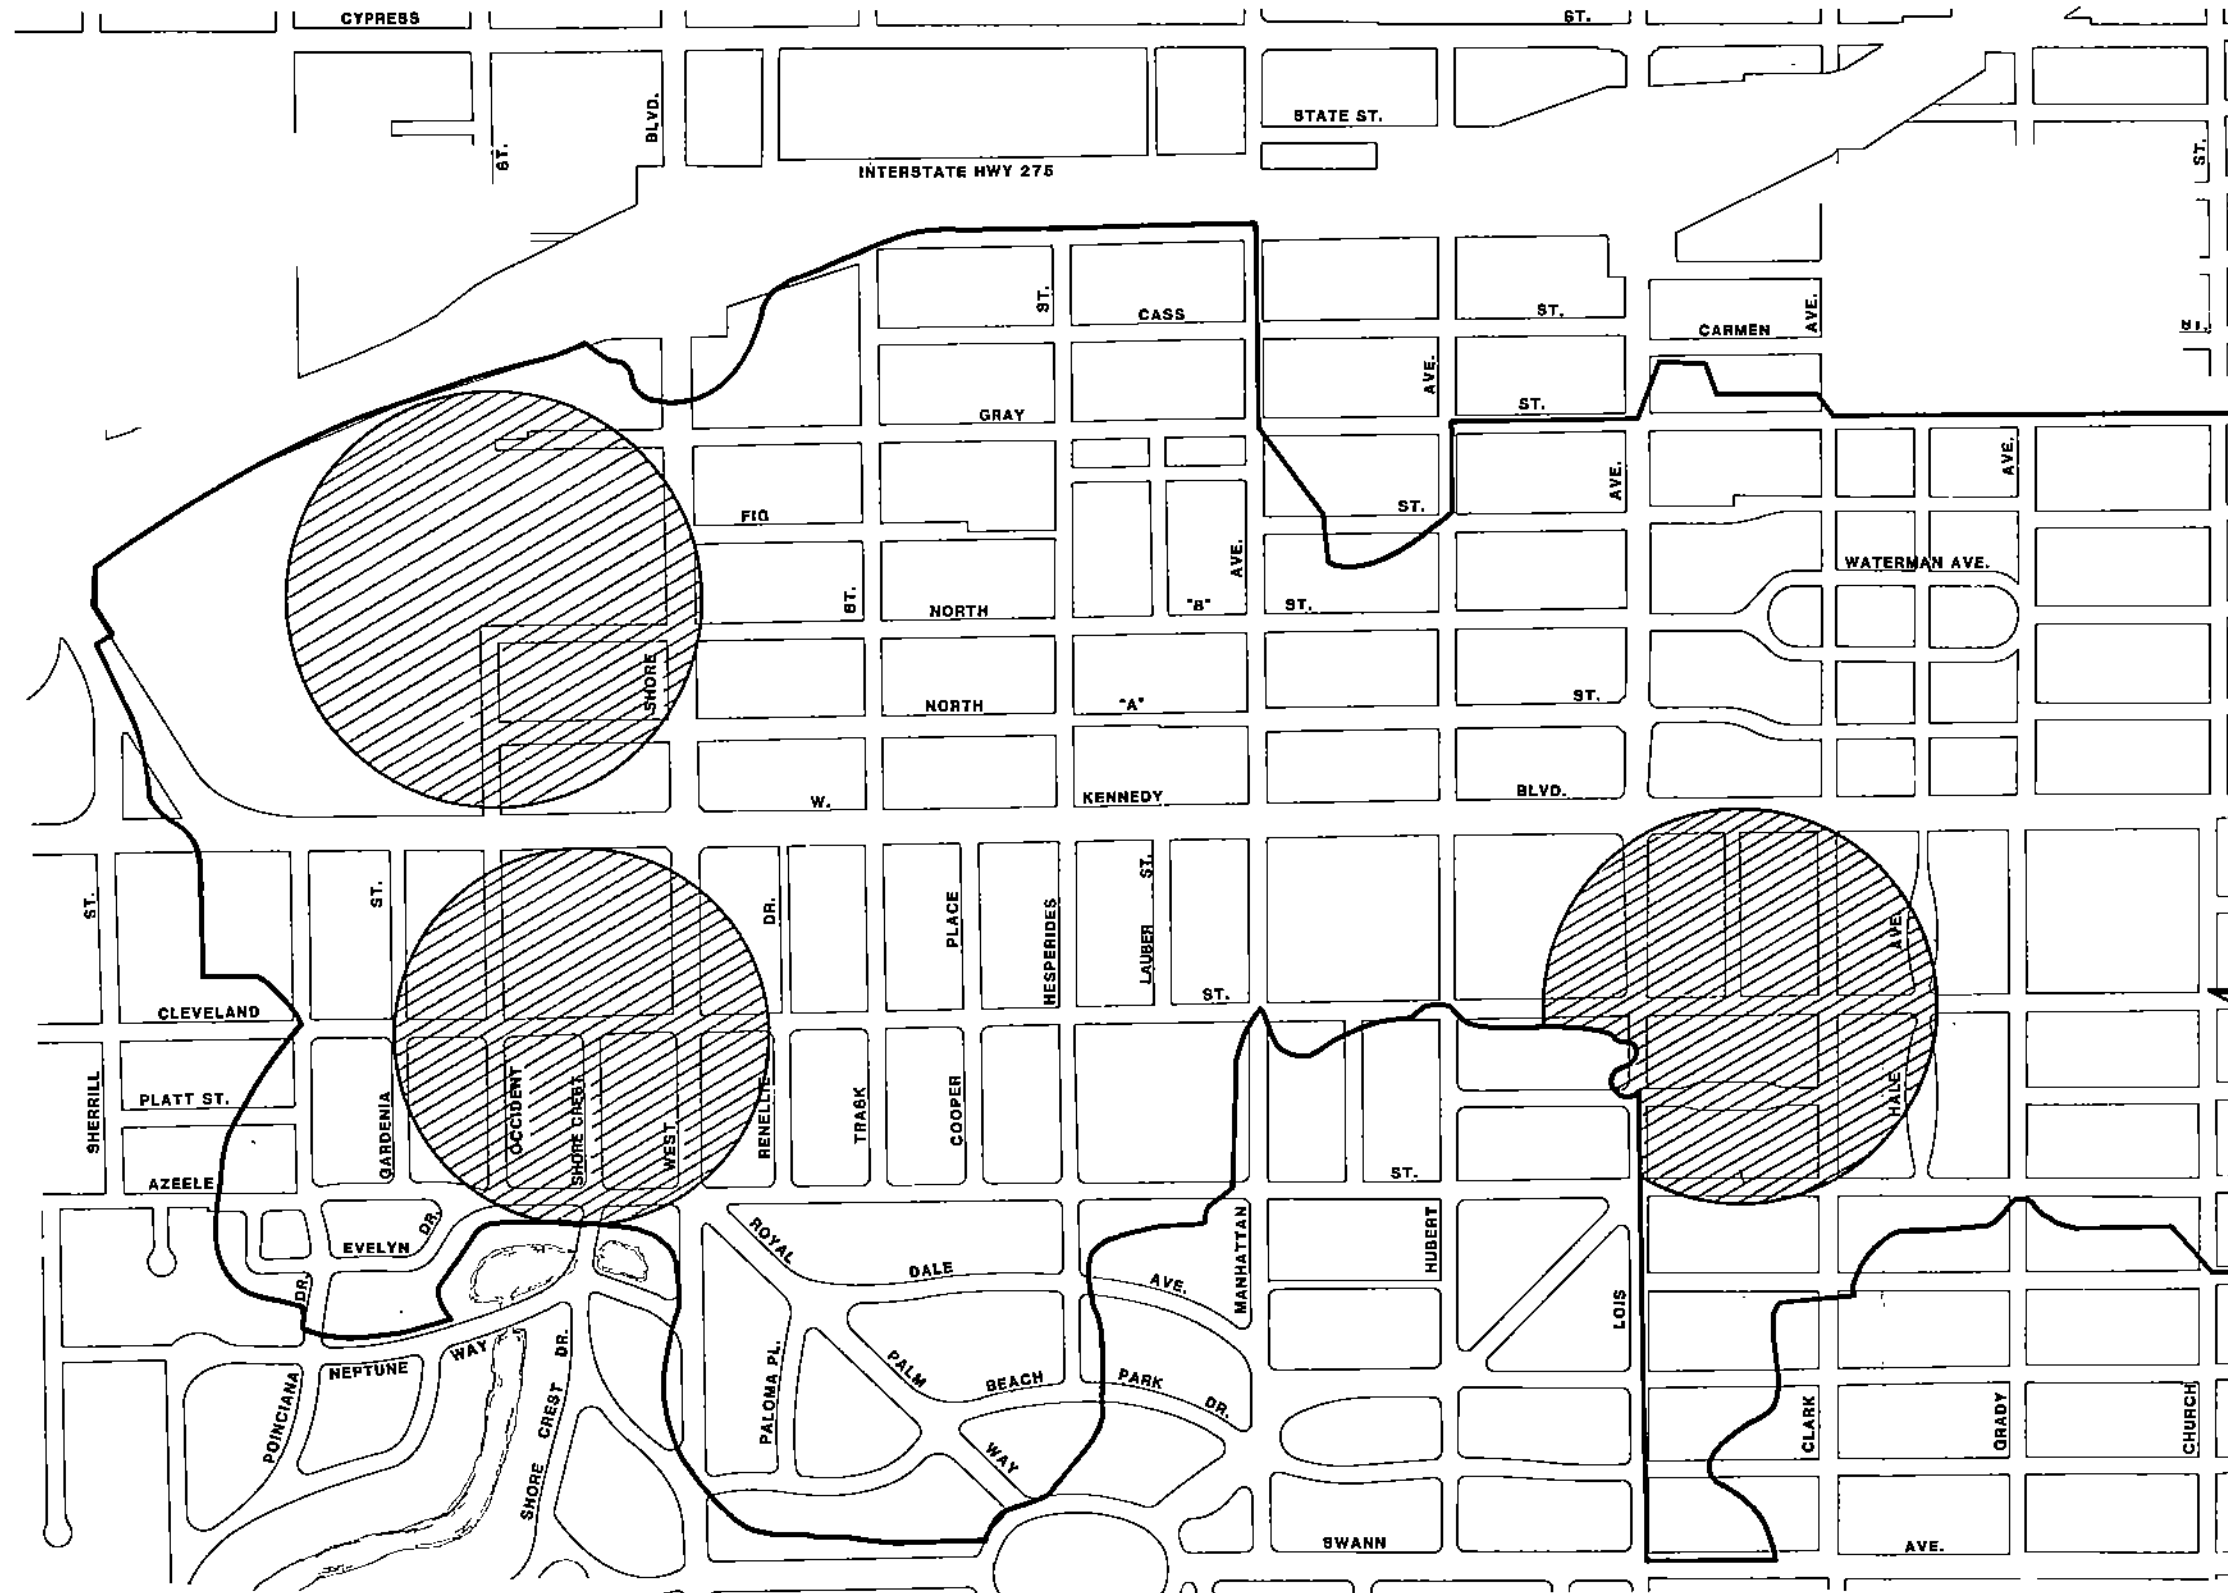 CYPRESS
ST.
ST.
BLVD.
STATE ST.
ST.
INTERSTATE HWY 275
ST.
CASS
ST.
CARMEN
AVE.
ST.
AVE.
GRAY
ST.
AVE.
AVE.
FIG
ST.
WATERMAN AVE.
AVE.
ST.
NORTH
"B"
ST.
SHORE
NORTH
"A"
ST.
W.
KENNEDY
BLVD.
ST.
ST.
DR.
PLACE
HESPERIDES
LAUBER
ST.
ST.
AVE.
CLEVELAND
SHERRILL
PLATT ST.
GARDENIA
OCCIDENT
SHORE CREST
WEST
RENELLIE
TRASK
COOPER
HALE
AZEELE
ST.
EVELYN
DR.
DR.
ROYAL
DALE
AVE.
MANHATTAN
HUBERT
LOIS
NEPTUNE
WAY
DR.
PALOMA PL.
PALM
BEACH
PARK
DR.
POINCIANA
SHORE
CREST
WAY
CLARK
GRADY
CHURCH
SWANN
AVE.